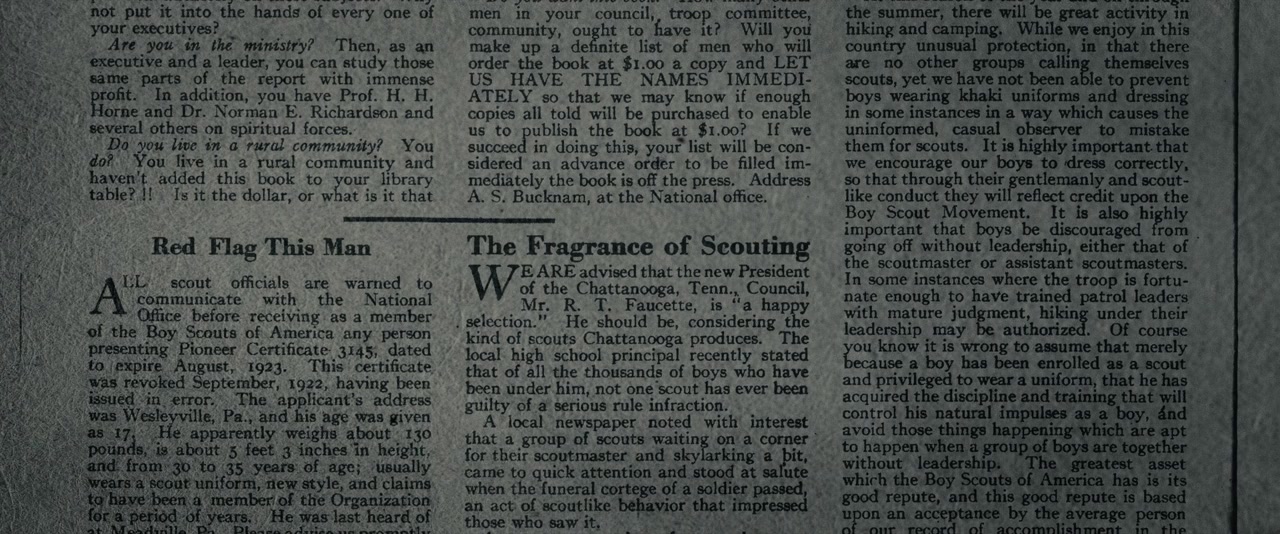 not put it into the hands of every one of
your executives?
Are you in the ministry? Then, as an
executive and a leader, you can study those
same parts of the report with immense
profit. In addition, you have Prof. H. H.
Horne and Dr. Norman E. Richardson and
several others on spiritual forces.
Do you live in a rural community? You
do? You live in a rural community and
haven't added this book to your library
table? !! Is it the dollar, or what is it that
Red Flag This Man
ALL scout officials are warned to
communicate with the National
Office before receiving as a member
of the Boy Scouts of America any person
presenting Pioneer Certificate 3145, dated
to expire August, 1923. This certificate
was revoked September, 1922, having been
issued in error. The applicant's address
was Wesleyville, Pa., and his age was given
as 17. He apparently weighs about 130
pounds, is about 5 feet 3 inches in height,
and from 30 to 35 years of age; usually
wears a scout uniform, new style, and claims
to have been a member of the Organization
for a period of years. He was last heard of
at Meadville, Pa. Please advise us promptly
men in your council, troop committee,
community, ought to have it? Will you
make up a definite list of men who will
order the book at $1.00 a copy and LET
US HAVE THE NAMES IMMEDI-
ATELY so that we may know if enough
copies all told will be purchased to enable
us to publish the book at $1.00? If we
succeed in doing this, your list will be con-
sidered an advance order to be filled im-
mediately the book is off the press. Address
A. S. Bucknam, at the National office.
The Fragrance of Scouting
WE ARE advised that the new President
of the Chattanooga, Tenn., Council,
Mr. R. T. Faucette, is "a happy
selection." He should be, considering the
kind of scouts Chattanooga produces. The
local high school principal recently stated
that of all the thousands of boys who have
been under him, not one scout has ever been
guilty of a serious rule infraction.
A local newspaper noted with interest
that a group of scouts waiting on a corner
for their scoutmaster and skylarking a bit,
came to quick attention and stood at salute
when the funeral cortege of a soldier passed,
an act of scoutlike behavior that impressed
those who saw it.
the summer, there will be great activity in
hiking and camping. While we enjoy in this
country unusual protection, in that there
are no other groups calling themselves
scouts, yet we have not been able to prevent
boys wearing khaki uniforms and dressing
in some instances in a way which causes the
uninformed, casual observer to mistake
them for scouts. It is highly important that
we encourage our boys to dress correctly,
so that through their gentlemanly and scout-
like conduct they will reflect credit upon the
Boy Scout Movement. It is also highly
important that boys be discouraged from
going off without leadership, either that of
the scoutmaster or assistant scoutmasters.
In some instances where the troop is fortu-
nate enough to have trained patrol leaders
with mature judgment, hiking under their
leadership may be authorized. Of course
you know it is wrong to assume that merely
because a boy has been enrolled as a scout
and privileged to wear a uniform, that he has
acquired the discipline and training that will
control his natural impulses as a boy, and
avoid those things happening which are apt
to happen when a group of boys are together
without leadership. The greatest asset
which the Boy Scouts of America has is its
good repute, and this good repute is based
upon an acceptance by the average person
of our record of accomplishment in the